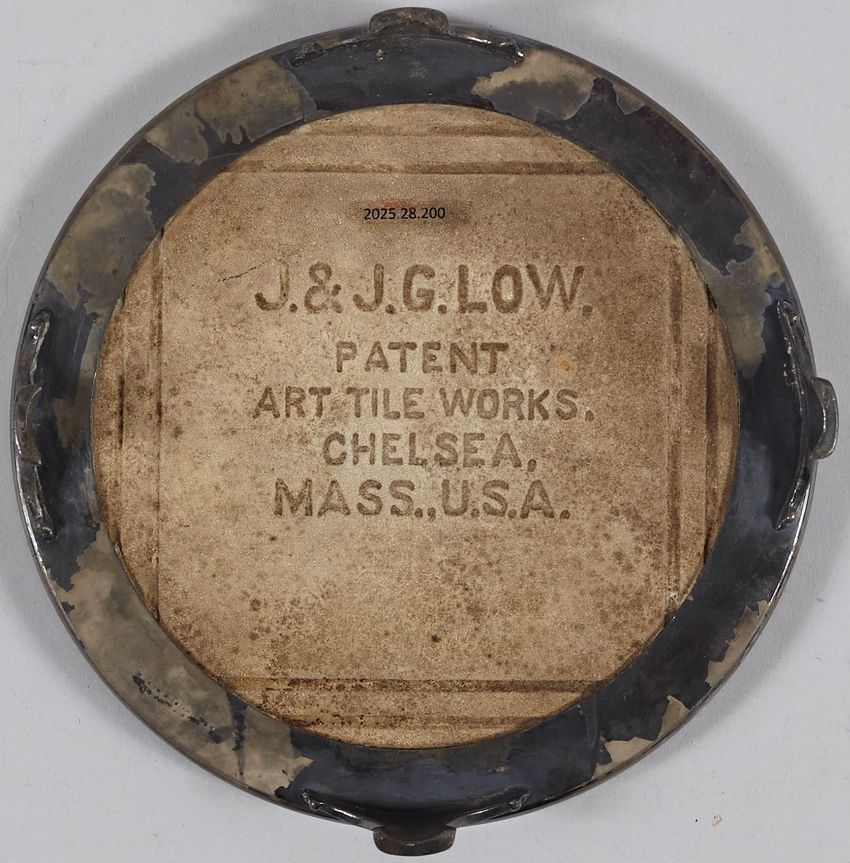 2025.28.200
J. & J. G. LOW.
PATENT
ART TILE WORKS.
CHELSEA,
MASS., U.S.A.